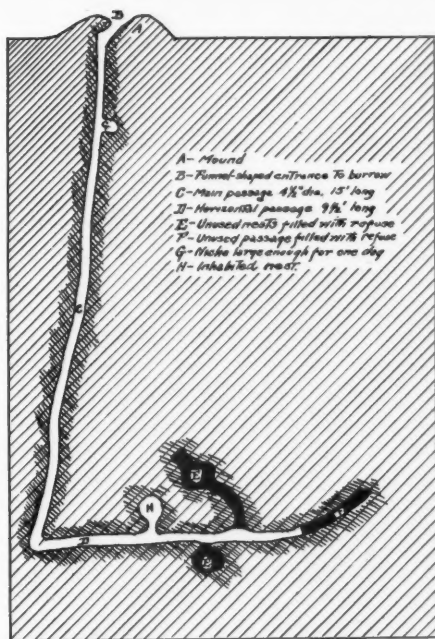 B
A
G
A- Mound
B- Funnel-shaped entrance to burrow
C- Main passage 4½" dia. 15' long
D- Horizontal passage 9½' long
E- Unused nests filled with refuse
F- Unused passage filled with refuse
G- Niche large enough for one dog
H- Inhabited nest.
C
E
H
D
E
F